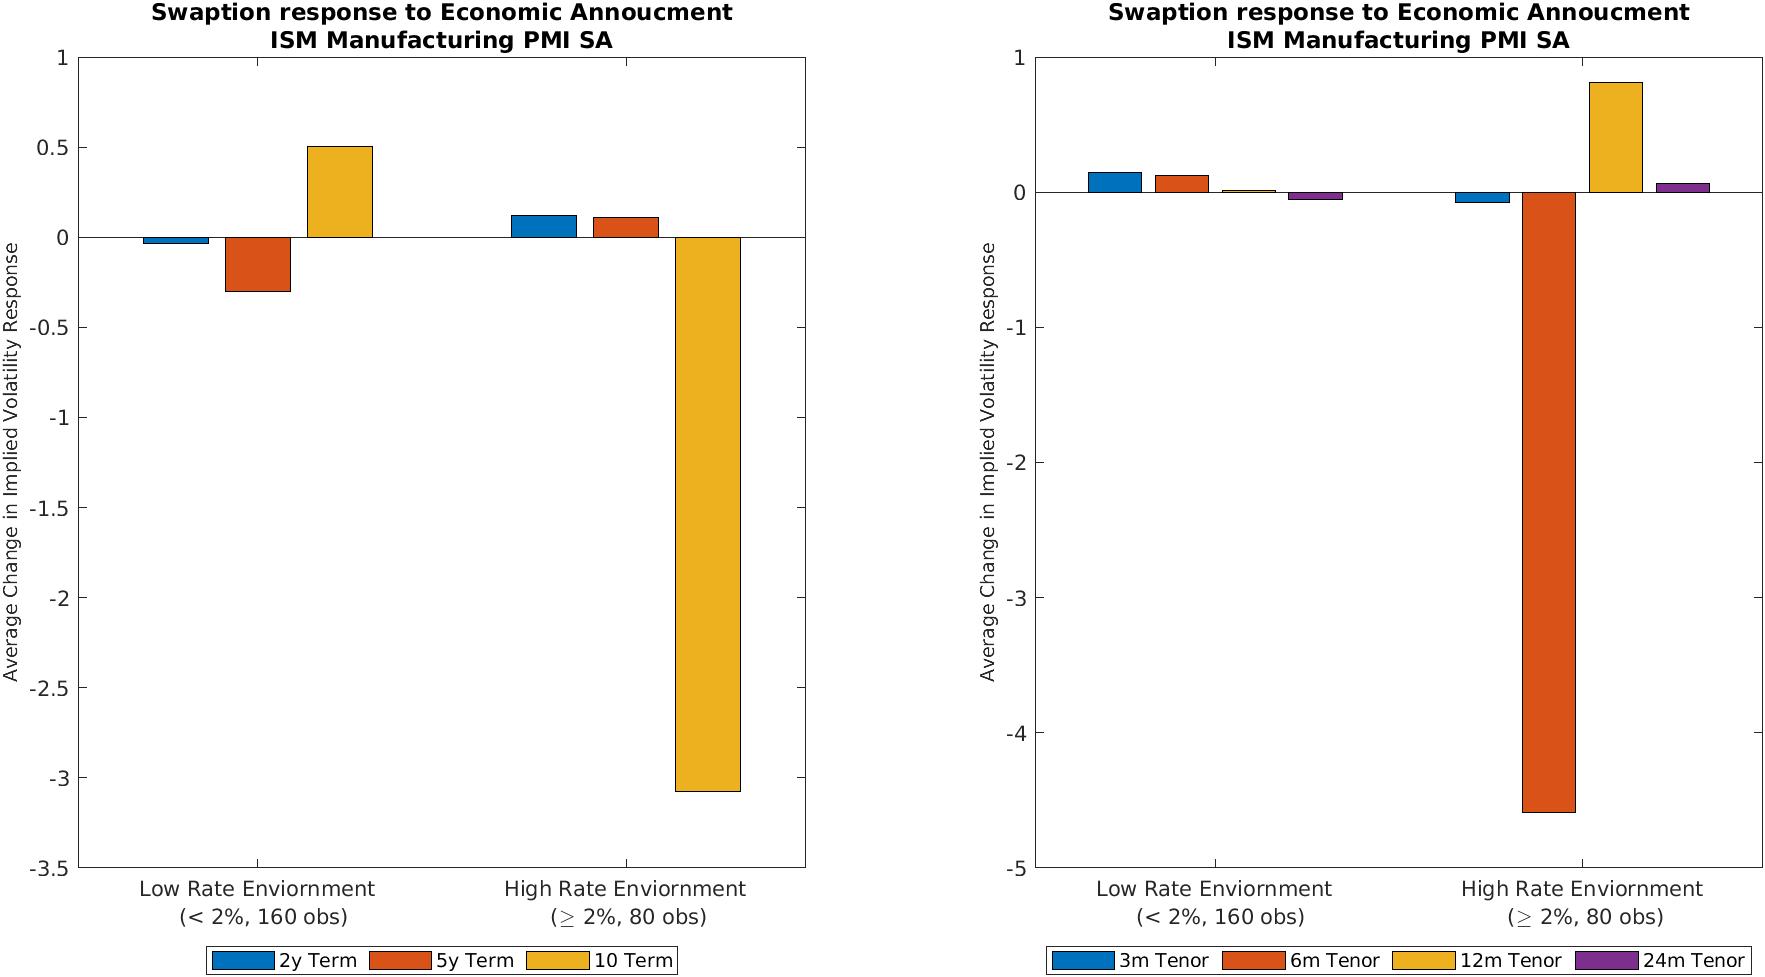 Swaption response to Economic Annoucment
ISM Manufacturing PMI SA
Average Change in Implied Volatility Response
1
0.5
0
-0.5
-1
-1.5
-2
-2.5
-3
-3.5
Low Rate Enviornment
(< 2%, 160 obs)
High Rate Enviornment
(≥ 2%, 80 obs)
2y Term 5y Term 10 Term
Swaption response to Economic Annoucment
ISM Manufacturing PMI SA
Average Change in Implied Volatility Response
1
0
-1
-2
-3
-4
-5
Low Rate Enviornment
(< 2%, 160 obs)
High Rate Enviornment
(≥ 2%, 80 obs)
3m Tenor 6m Tenor 12m Tenor 24m Tenor